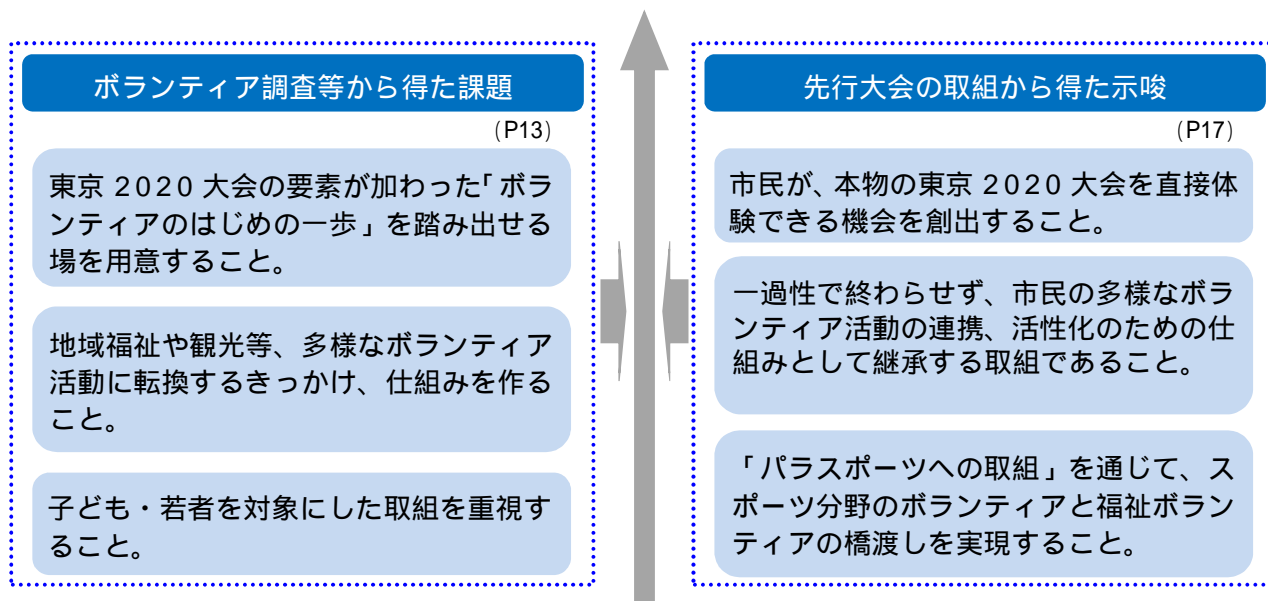 ボランティア調査等から得た課題
(P13)
東京 2020 大会の要素が加わった「ボラ
ンティアのはじめの一歩」を踏み出せる
場を用意すること。
地域福祉や観光等、多様なボランティア
活動に転換するきっかけ、仕組みを作る
こと。
子ども・若者を対象にした取組を重視す
ること。
先行大会の取組から得た示唆
(P17)
市民が、本物の東京 2020 大会を直接体
験できる機会を創出すること。
一過性で終わらせず、市民の多様なボラ
ンティア活動の連携、活性化のための仕
組みとして継承する取組であること。
「パラスポーツへの取組」を通じて、ス
ポーツ分野のボランティアと福祉ボラン
ティアの橋渡しを実現すること。